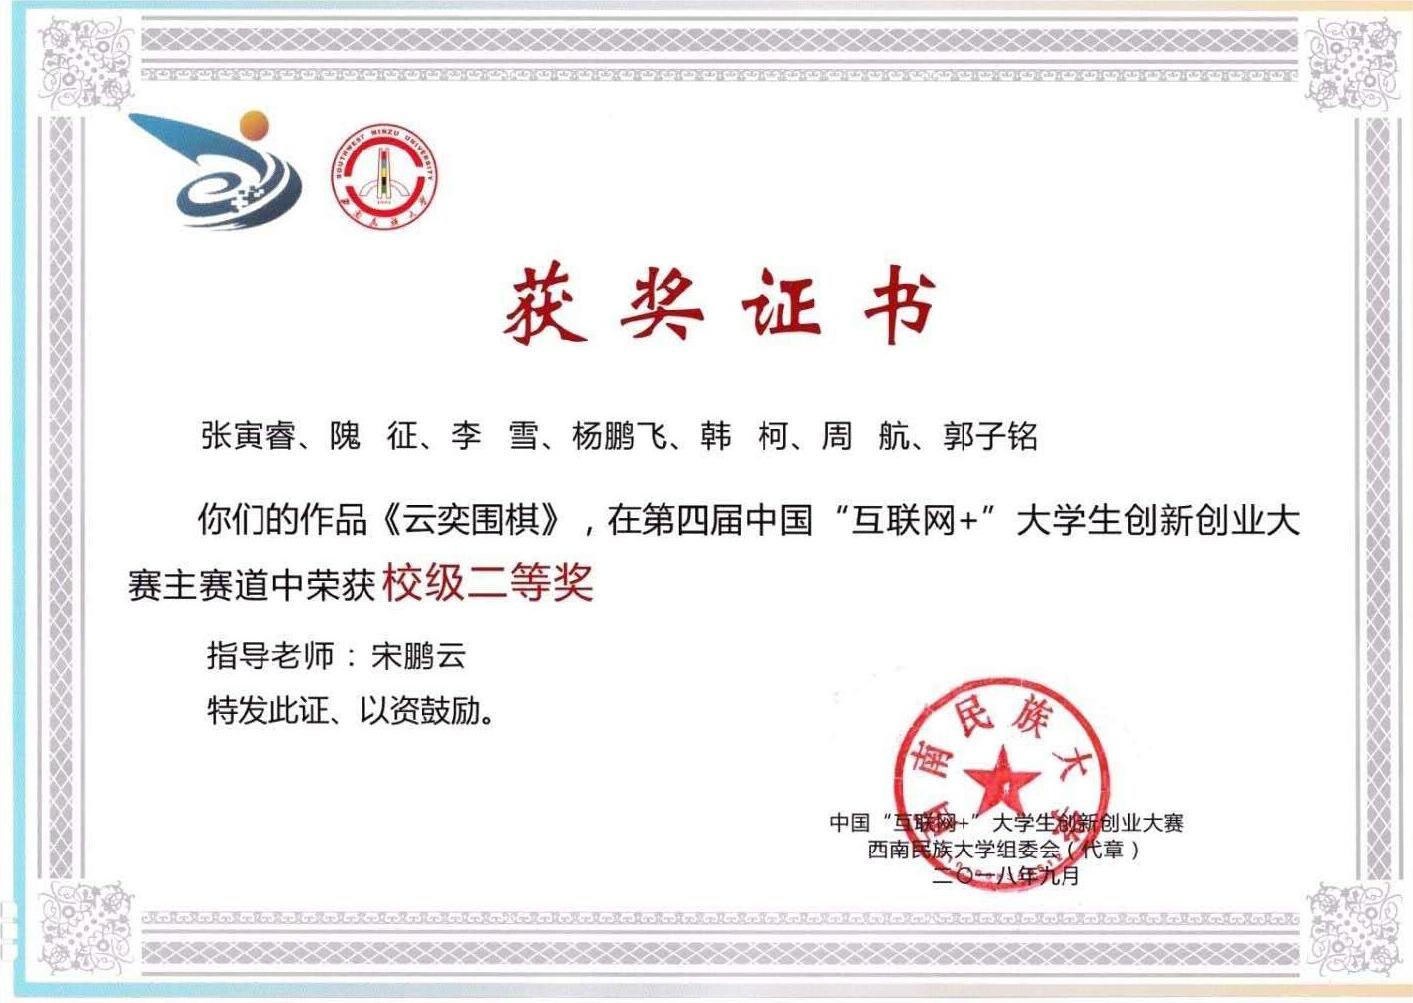 SOUTHWEST MINZU UNIVERSITY
西南民族大学
获奖证书
张寅睿、隗 征、李 雪、杨鹏飞、韩 柯、周 航、郭子铭
你们的作品《云奕围棋》，在第四届中国“互联网+”大学生创新创业大
赛主赛道中荣获校级二等奖
指导老师：宋鹏云
特发此证、以资鼓励。
西南民族大学
中国“互联网+”大学生创新创业大赛
西南民族大学组委会（代章）
二〇一八年九月